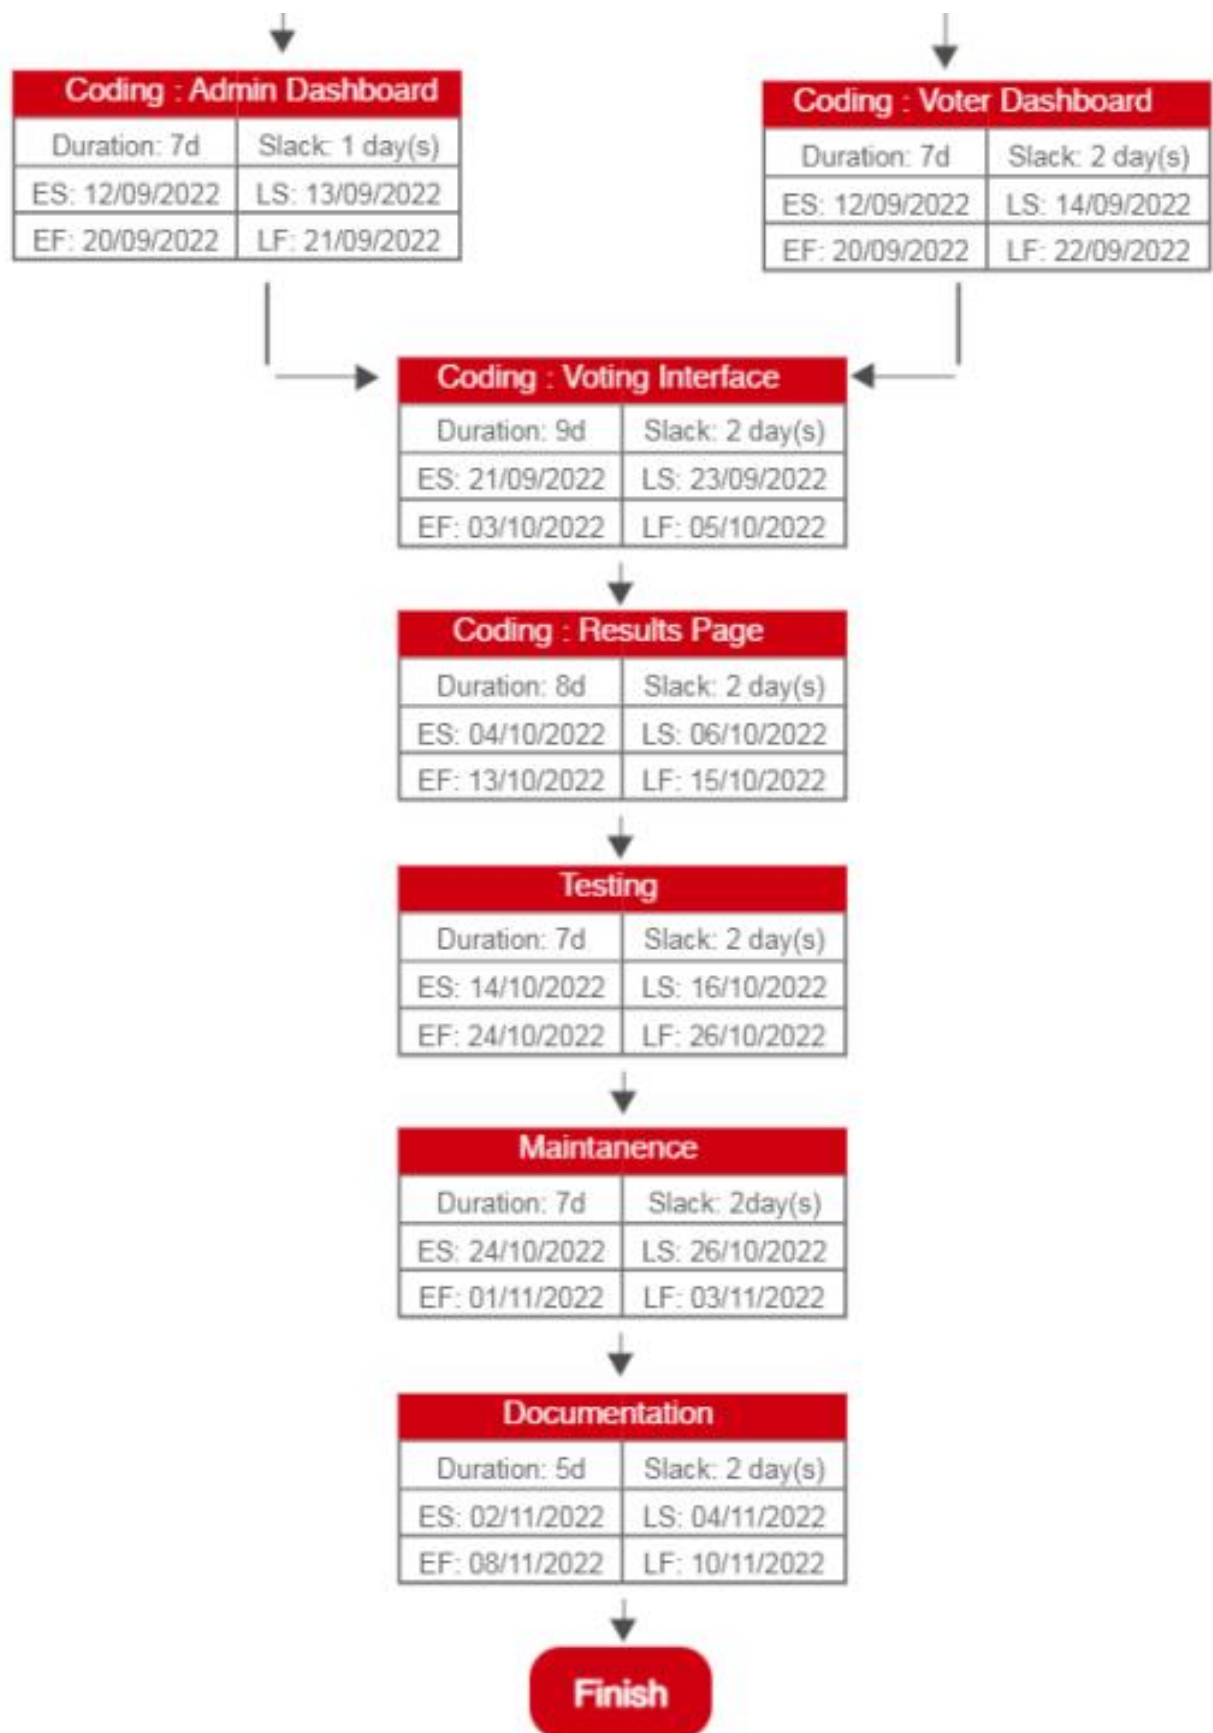 Coding : Admin Dashboard
Duration: 7d Slack: 1 day(s)
ES: 12/09/2022 LS: 13/09/2022
EF: 20/09/2022 LF: 21/09/2022
Coding : Voter Dashboard
Duration: 7d Slack: 2 day(s)
ES: 12/09/2022 LS: 14/09/2022
EF: 20/09/2022 LF: 22/09/2022
Coding : Voting Interface
Duration: 9d Slack: 2 day(s)
ES: 21/09/2022 LS: 23/09/2022
EF: 03/10/2022 LF: 05/10/2022
Coding : Results Page
Duration: 8d Slack: 2 day(s)
ES: 04/10/2022 LS: 06/10/2022
EF: 13/10/2022 LF: 15/10/2022
Testing
Duration: 7d Slack: 2 day(s)
ES: 14/10/2022 LS: 16/10/2022
EF: 24/10/2022 LF: 26/10/2022
Maintanence
Duration: 7d Slack: 2day(s)
ES: 24/10/2022 LS: 26/10/2022
EF: 01/11/2022 LF: 03/11/2022
Documentation
Duration: 5d Slack: 2 day(s)
ES: 02/11/2022 LS: 04/11/2022
EF: 08/11/2022 LF: 10/11/2022
Finish